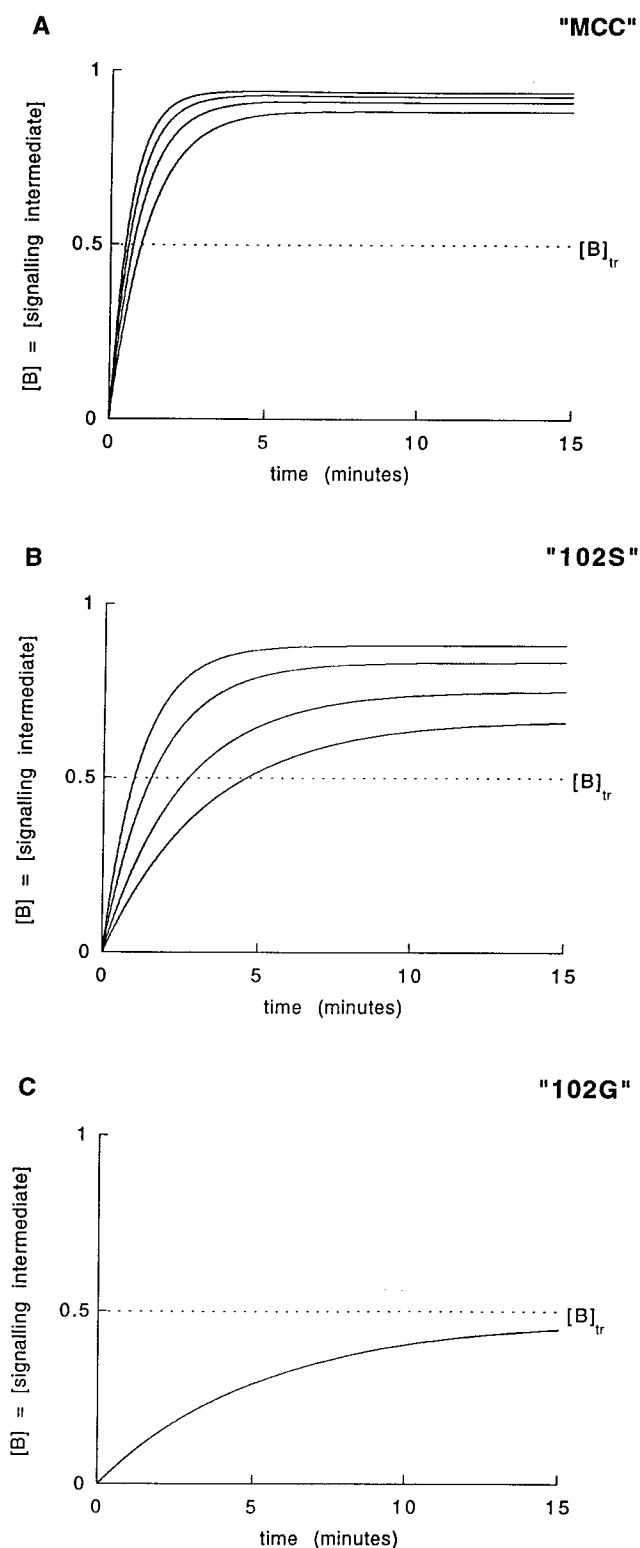 A
"MCC"
[B] = [signalling intermediate]
1
0.5
0
[B]tr
0 5 10 15
time (minutes)
B
"102S"
[B] = [signalling intermediate]
1
0.5
0
[B]tr
0 5 10 15
time (minutes)
C
"102G"
[B] = [signalling intermediate]
1
0.5
0
[B]tr
0 5 10 15
time (minutes)